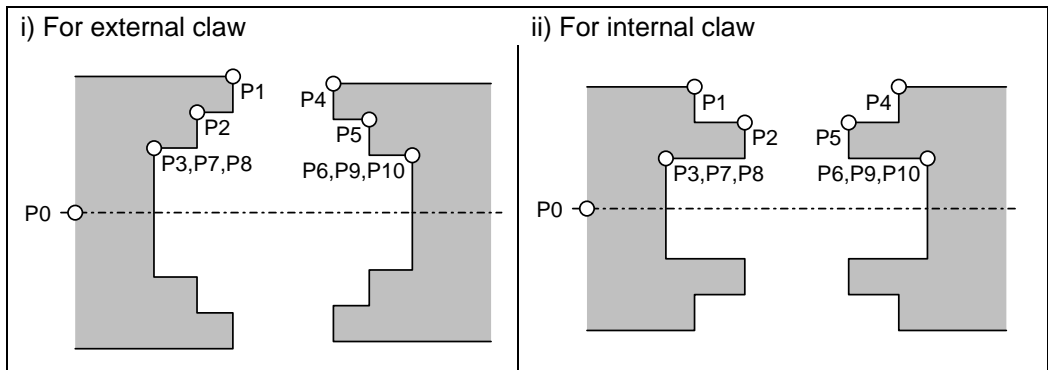 i) For external claw
P1
P2
P3,P7,P8
P4
P5
P6,P9,P10
P0
ii) For internal claw
P1
P2
P3,P7,P8
P4
P5
P6,P9,P10
P0